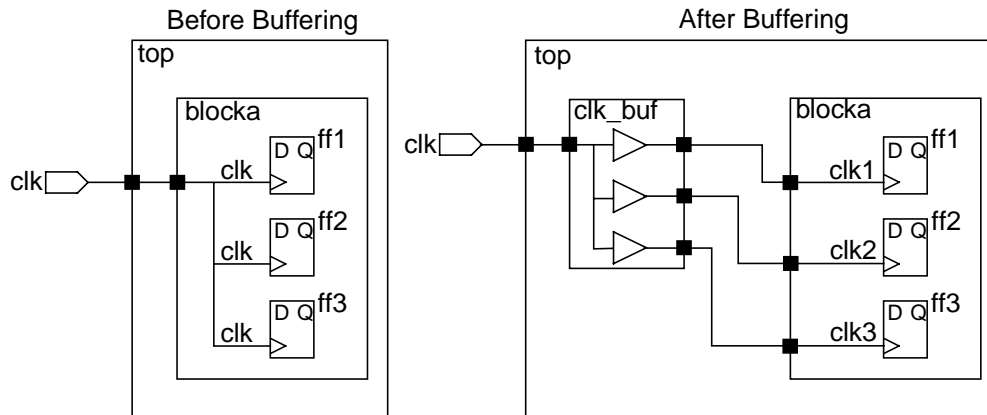 Before Buffering
top
blocka
clk
clk
D Q
ff1
clk
D Q
ff2
clk
D Q
ff3
After Buffering
top
clk
clk_buf
blocka
clk1
D Q
ff1
clk2
D Q
ff2
clk3
D Q
ff3